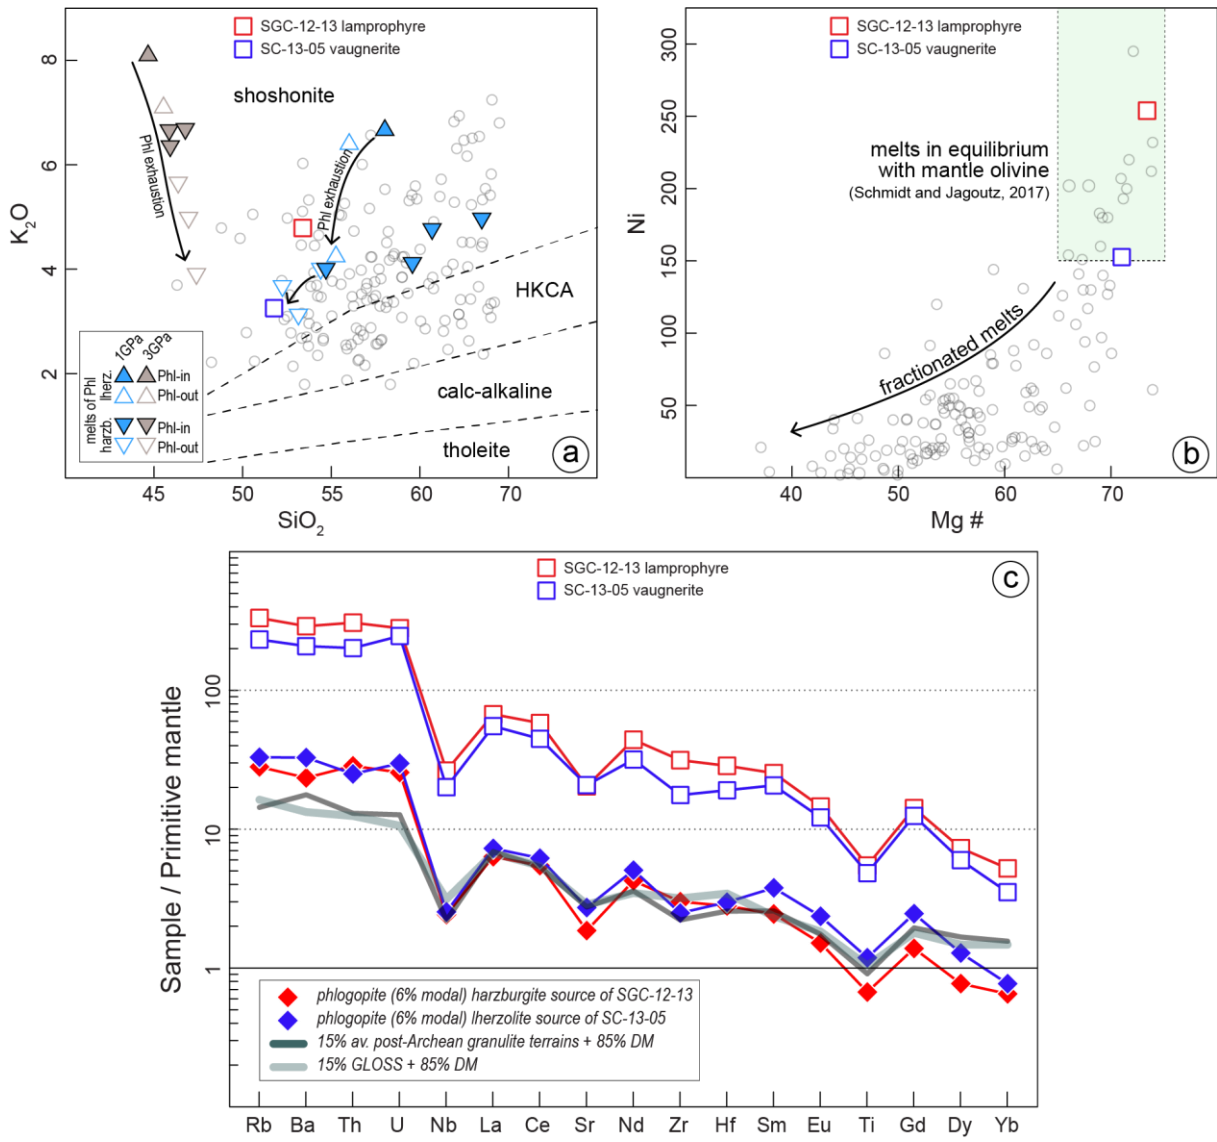 SGC-12-13 lamprophyre
SC-13-05 vaugnerite
shoshonite
Phl exhaustion
Phl exhaustion
HKCA
calc-alkaline
tholeite
1GPa
3GPa
melts of Phl
lherz.
harzb.
Phl-in
Phl-out
Phl-in
Phl-out
a
K2O
8
6
4
2
45
50
55
60
70
SiO2
SGC-12-13 lamprophyre
SC-13-05 vaugnerite
melts in equilibrium
with mantle olivine
(Schmidt and Jagoutz, 2017)
fractionated melts
b
Ni
300
250
200
150
100
50
40
50
60
70
Mg #
SGC-12-13 lamprophyre
SC-13-05 vaugnerite
c
Sample / Primitive mantle
100
10
1
phlogopite (6% modal) harzburgite source of SGC-12-13
phlogopite (6% modal) lherzolite source of SC-13-05
15% av. post-Archean granulite terrains + 85% DM
15% GLOSS + 85% DM
Rb Ba Th U Nb La Ce Sr Nd Zr Hf Sm Eu Ti Gd Dy Yb